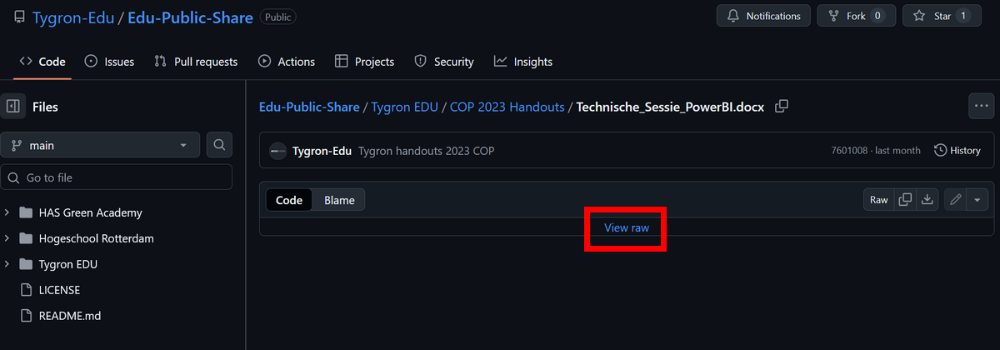 Tygron-Edu / Edu-Public-Share Public Notifications Fork 0 Star 1
Code Issues Pull requests Actions Projects Security Insights
Files
main
Go to file
HAS Green Academy
Hogeschool Rotterdam
Tygron EDU
LICENSE
README.md
Edu-Public-Share / Tygron EDU / COP 2023 Handouts / Technische_Sessie_PowerBI.docx
Tygron-Edu Tygron handouts 2023 COP 7601008 · last month History
Code Blame Raw
View raw